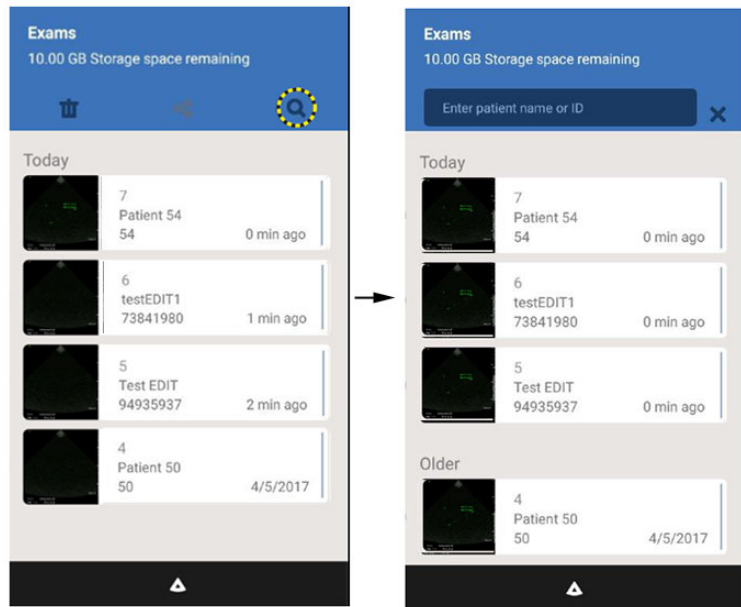 Exams
10.00 GB Storage space remaining
Today
7
Patient 54
54 0 min ago
6
testEDIT1
73841980 1 min ago
5
Test EDIT
94935937 2 min ago
4
Patient 50
50 4/5/2017
Exams
10.00 GB Storage space remaining
Enter patient name or ID
Today
7
Patient 54
54 0 min ago
6
testEDIT1
73841980 0 min ago
5
Test EDIT
94935937 0 min ago
Older
4
Patient 50
50 4/5/2017